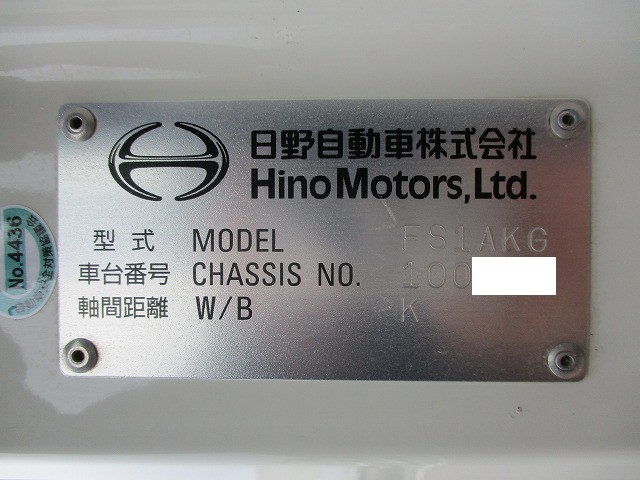 日野自動車株式会社
Hino Motors, Ltd.
型式 MODEL FS1AKG
車台番号 CHASSIS NO. 100
軸間距離 W/B K
No.4436